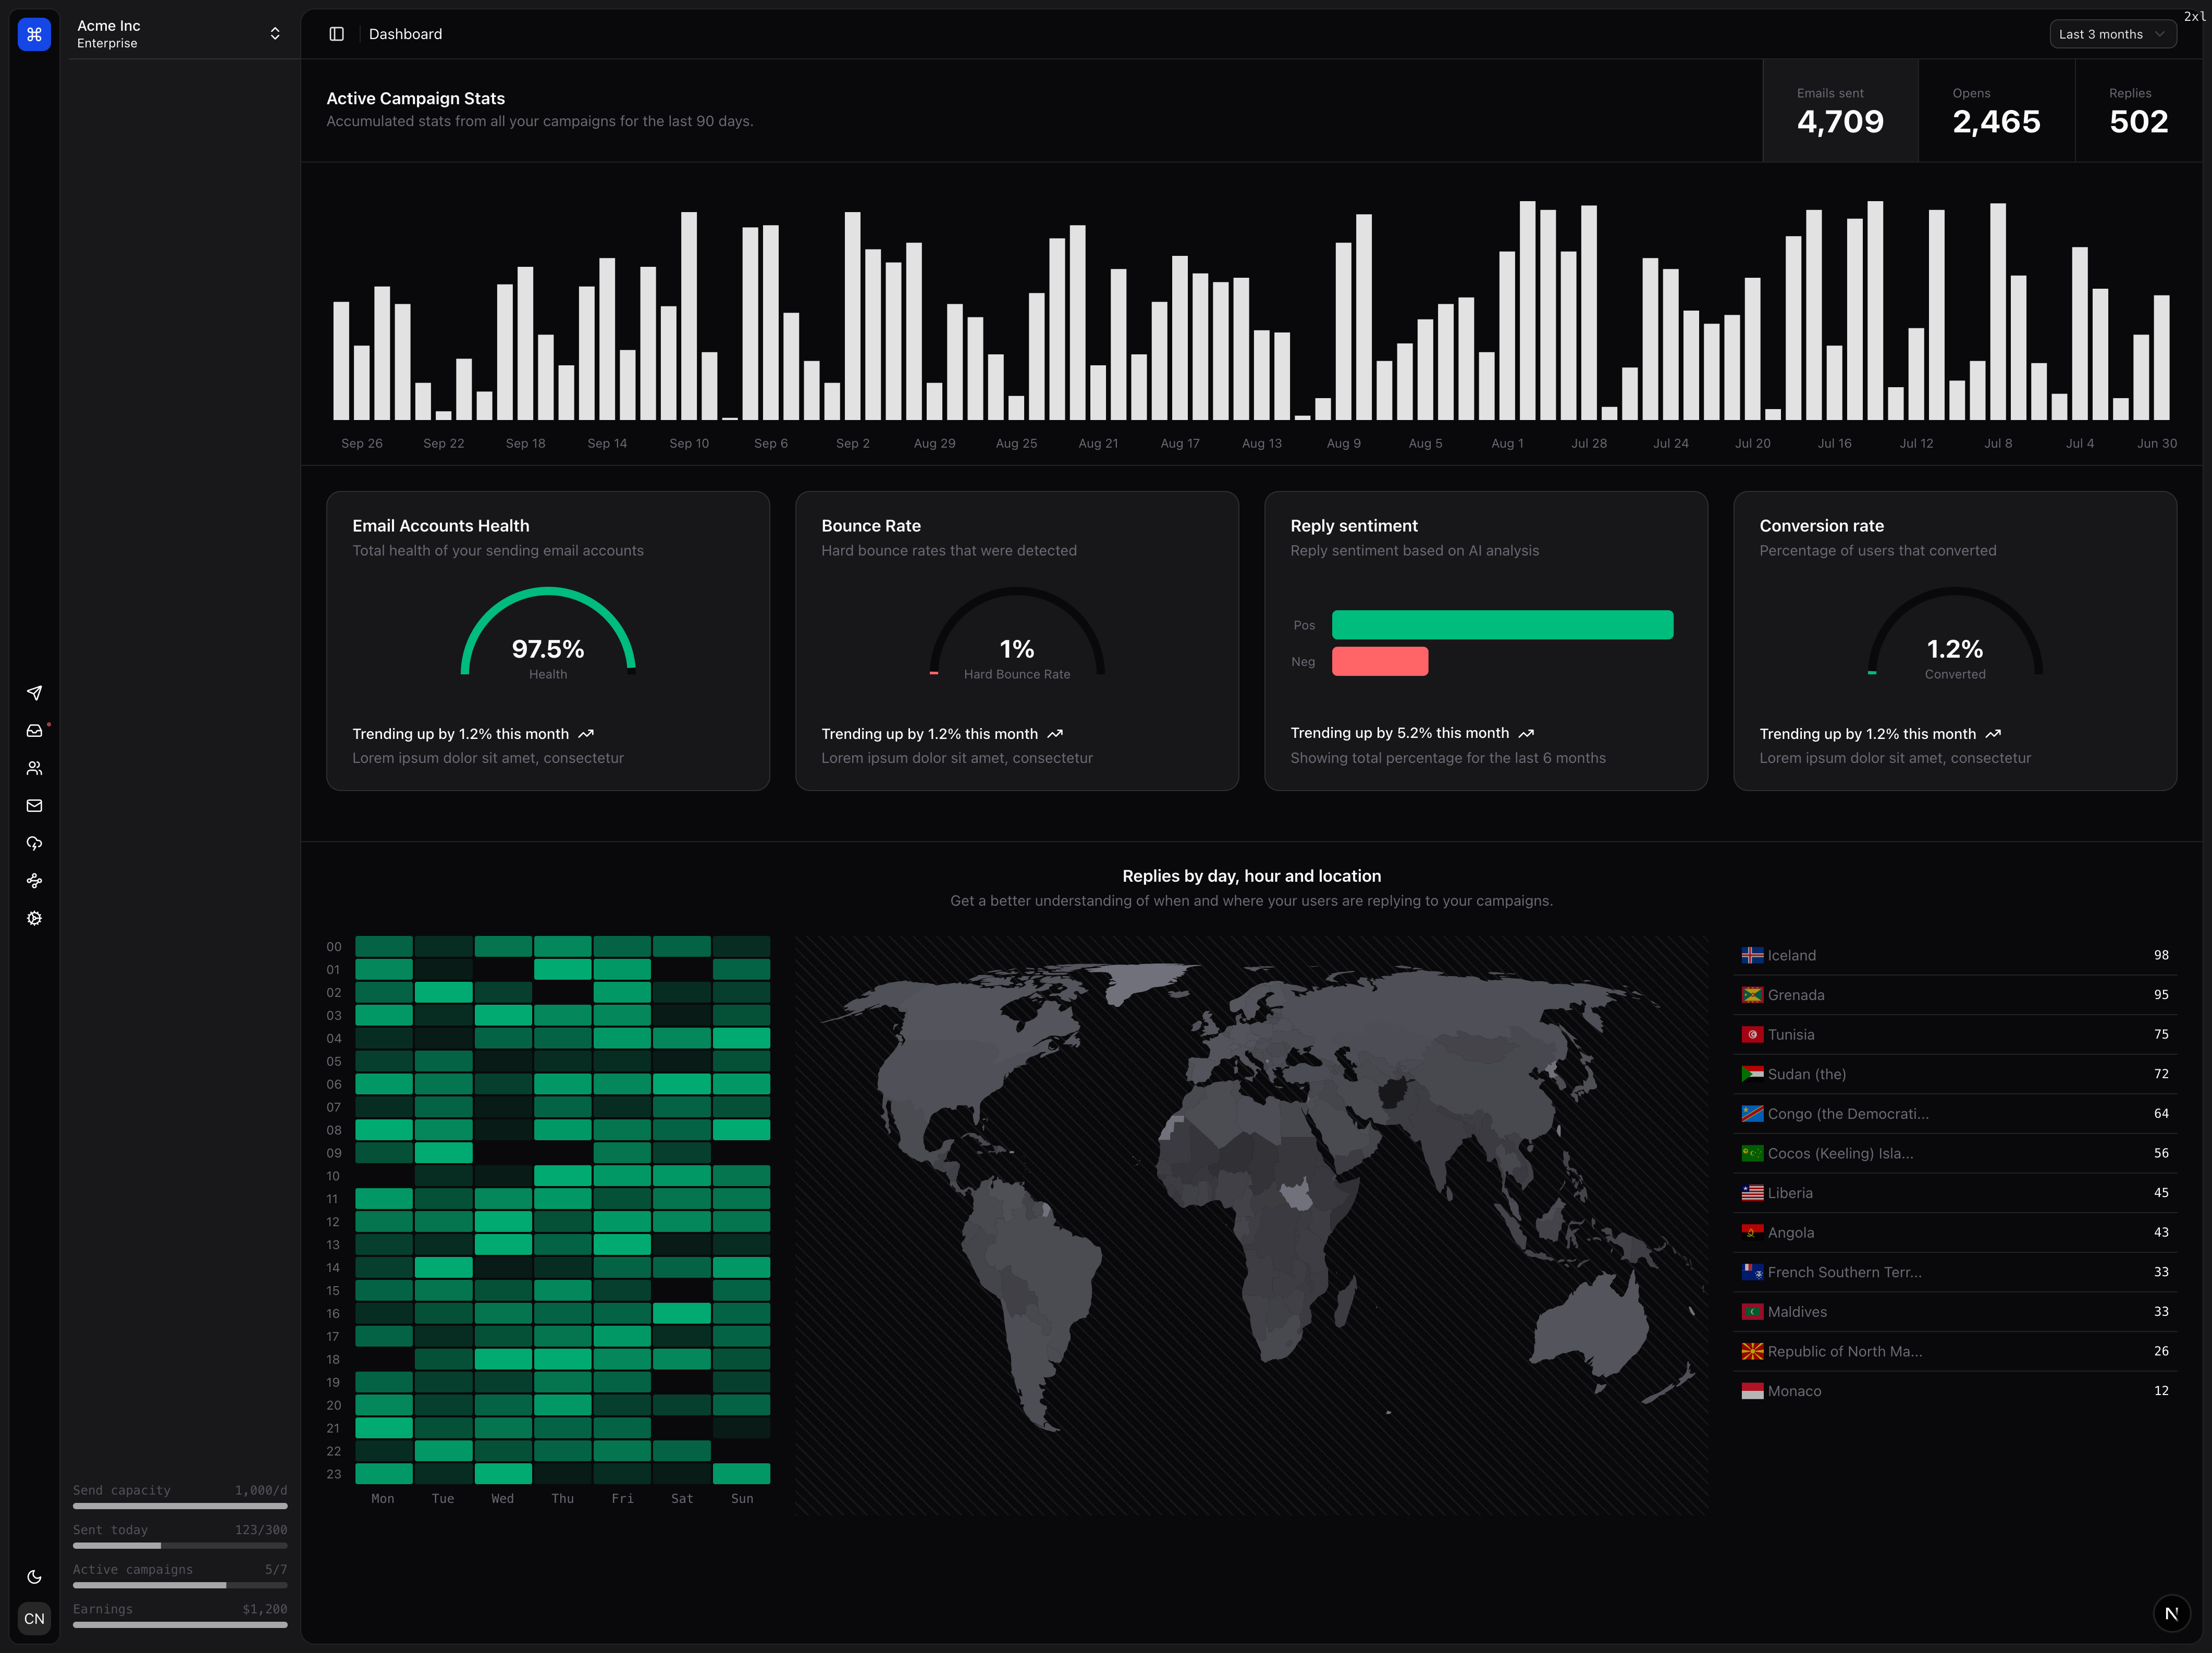 2xl
Acme Inc
Enterprise
Dashboard
Last 3 months
Active Campaign Stats
Accumulated stats from all your campaigns for the last 90 days.
Emails sent
4,709
Opens
2,465
Replies
502
Sep 26 Sep 22 Sep 18 Sep 14 Sep 10 Sep 6 Sep 2 Aug 29 Aug 25 Aug 21 Aug 17 Aug 13 Aug 9 Aug 5 Aug 1 Jul 28 Jul 24 Jul 20 Jul 16 Jul 12 Jul 8 Jul 4 Jun 30
Email Accounts Health
Total health of your sending email accounts
97.5%
Health
Trending up by 1.2% this month
Lorem ipsum dolor sit amet, consectetur
Bounce Rate
Hard bounce rates that were detected
1%
Hard Bounce Rate
Trending up by 1.2% this month
Lorem ipsum dolor sit amet, consectetur
Reply sentiment
Reply sentiment based on AI analysis
Pos
Neg
Trending up by 5.2% this month
Showing total percentage for the last 6 months
Conversion rate
Percentage of users that converted
1.2%
Converted
Trending up by 1.2% this month
Lorem ipsum dolor sit amet, consectetur
Replies by day, hour and location
Get a better understanding of when and where your users are replying to your campaigns.
00
01
02
03
04
05
06
07
08
09
10
11
12
13
14
15
16
17
18
19
20
21
22
23
Mon Tue Wed Thu Fri Sat Sun
Iceland 98
Grenada 95
Tunisia 75
Sudan (the) 72
Congo (the Democrati... 64
Cocos (Keeling) Isla... 56
Liberia 45
Angola 43
French Southern Terr... 33
Maldives 33
Republic of North Ma... 26
Monaco 12
Send capacity 1,000/d
Sent today 123/300
Active campaigns 5/7
Earnings $1,200
CN
N